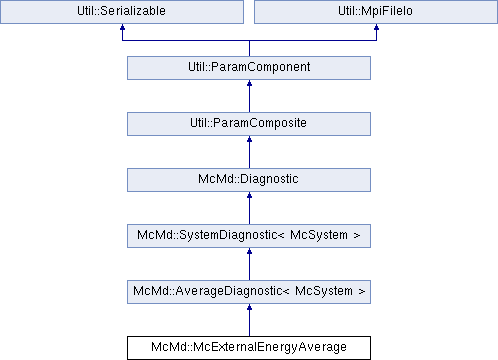 Util::Serializable
Util::MpiFileIo
Util::ParamComponent
Util::ParamComposite
McMd::Diagnostic
McMd::SystemDiagnostic< McSystem >
McMd::AverageDiagnostic< McSystem >
McMd::McExternalEnergyAverage